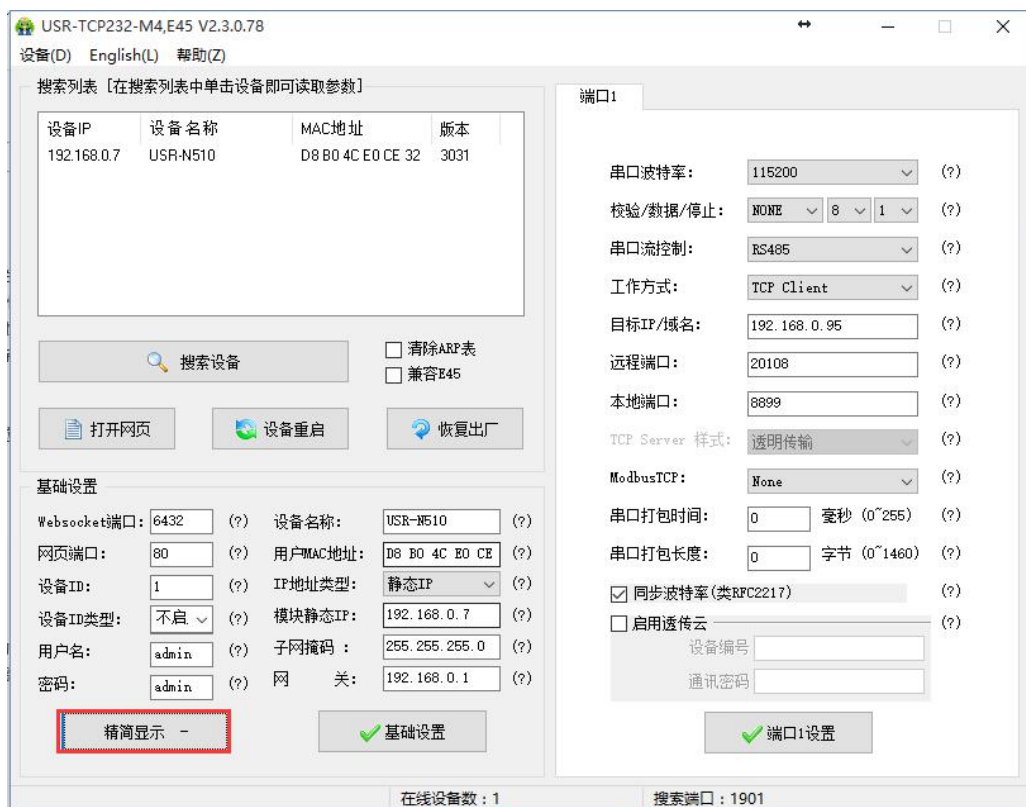 USR-TCP232-M4,E45 V2.3.0.78
设备(D) English(L) 帮助(Z)
搜索列表 [在搜索列表中单击设备即可读取参数]
设备IP 设备名称 MAC地址 版本
192.168.0.7 USR-N510 D8 B0 4C E0 CE 32 3031
搜索设备
清除ARP表
兼容E45
打开网页 设备重启 恢复出厂
基础设置
Websocket端口: 6432 (?) 设备名称: USR-N510 (?)
网页端口: 80 (?) 用户MAC地址: D8 B0 4C E0 CE (?)
设备ID: 1 (?) IP地址类型: 静态IP (?)
设备ID类型: 不启 (?) 模块静态IP: 192.168.0.7 (?)
用户名: admin (?) 子网掩码 : 255.255.255.0 (?)
密码: admin (?) 网 关: 192.168.0.1 (?)
精简显示 - 基础设置
端口1
串口波特率: 115200 (?)
校验/数据/停止: NONE 8 1 (?)
串口流控制: RS485 (?)
工作方式: TCP Client (?)
目标IP/域名: 192.168.0.95 (?)
远程端口: 20108 (?)
本地端口: 8899 (?)
TCP Server 样式: 透明传输 (?)
ModbusTCP: None (?)
串口打包时间: 0 毫秒 (0~255) (?)
串口打包长度: 0 字节 (0~1460) (?)
同步波特率(类RFC2217) (?)
启用透传云 (?)
设备编号
通讯密码
端口1设置
在线设备数:1 搜索端口:1901